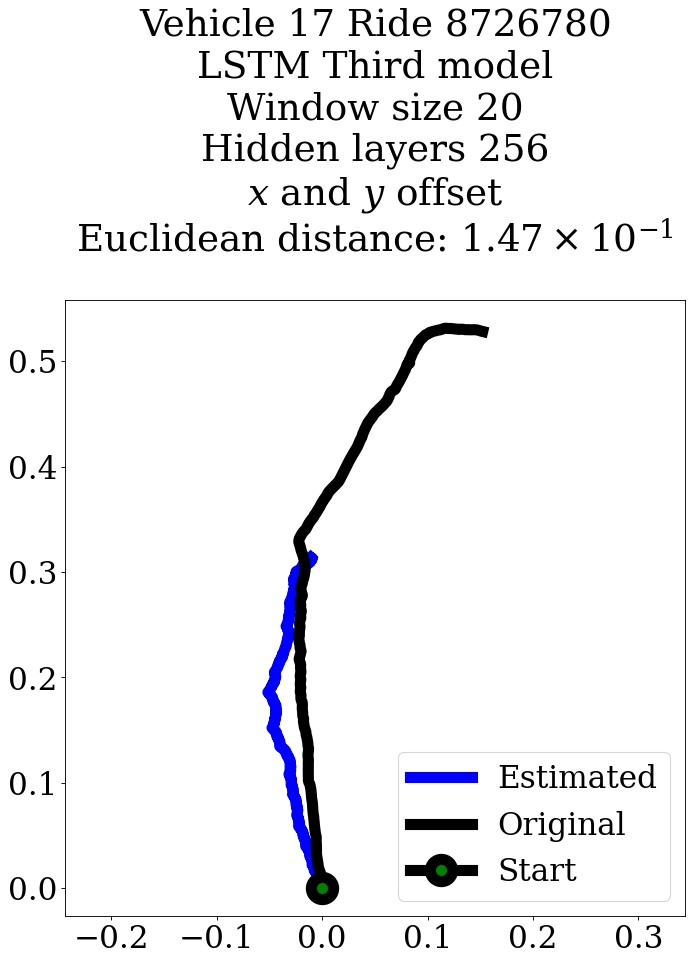 Vehicle 17 Ride 8726780
LSTM Third model
Window size 20
Hidden layers 256
x and y offset
Euclidean distance: 1.47 × 10⁻¹
0.5
0.4
0.3
0.2
0.1
0.0
Estimated
Original
Start
−0.2 −0.1 0.0 0.1 0.2 0.3